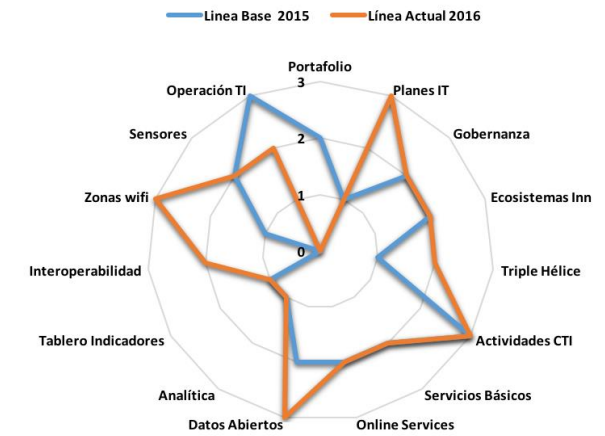 Linea Base 2015 Línea Actual 2016
Portafolio
3
Operación TI Planes IT
Sensores Gobernanza
2
Zonas wifi 1 Ecosistemas Inn
0
Interoperabilidad Triple Hélice
Tablero Indicadores Actividades CTI
Analítica Servicios Básicos
Datos Abiertos Online Services